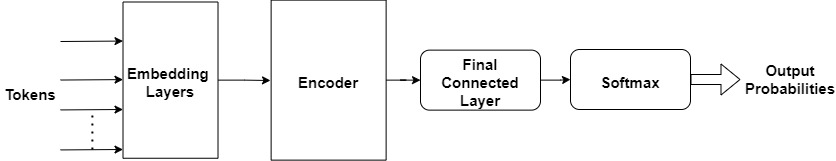 Tokens
Embedding
Layers
Encoder
Final
Connected
Layer
Softmax
Output
Probabilities